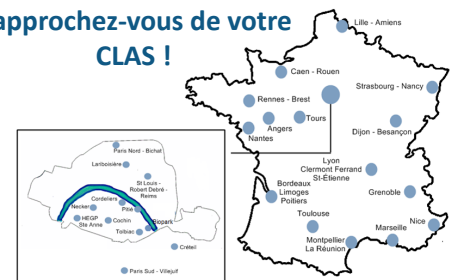 approchez-vous de votre
CLAS !
Lille - Amiens
Caen - Rouen
Strasbourg - Nancy
Rennes - Brest
Tours
Angers
Nantes
Dijon - Besançon
Lyon
Clermont Ferrand
St-Étienne
Bordeaux
Limoges
Poitiers
Grenoble
Toulouse
Nice
Marseille
Montpellier
La Réunion
Paris Nord - Bichat
Lariboisière
St Louis -
Robert Debré -
Reims
Cordeliers
Necker
Pitié
HEGP
Ste Anne
Cochin
Biopark
Tolbiac
Créteil
Paris Sud - Villejuif